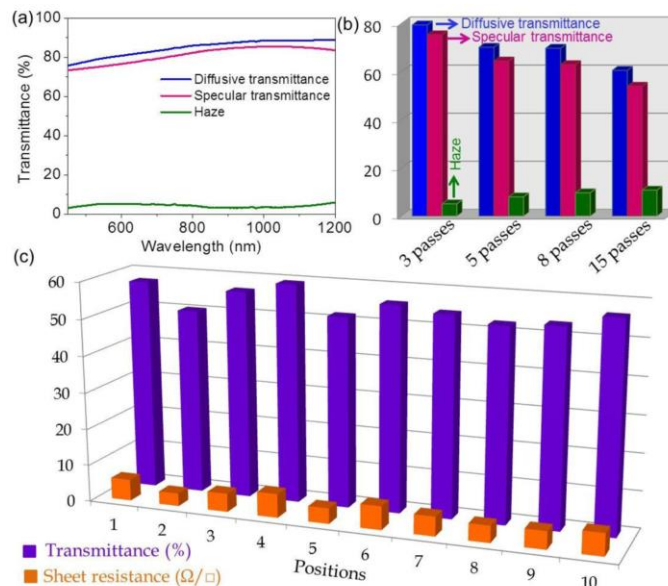 (a)
100
80
60
40
20
0
Transmittance (%)
Diffusive transmittance
Specular transmittance
Haze
600
800
1000
1200
Wavelength (nm)
(b)
80
60
40
20
0
Diffusive transmittance
Specular transmittance
Haze
3 passes
5 passes
8 passes
15 passes
(c)
60
50
40
30
20
10
0
1
2
3
4
5
6
7
8
9
10
Positions
Transmittance (%)
Sheet resistance (Ω/□)